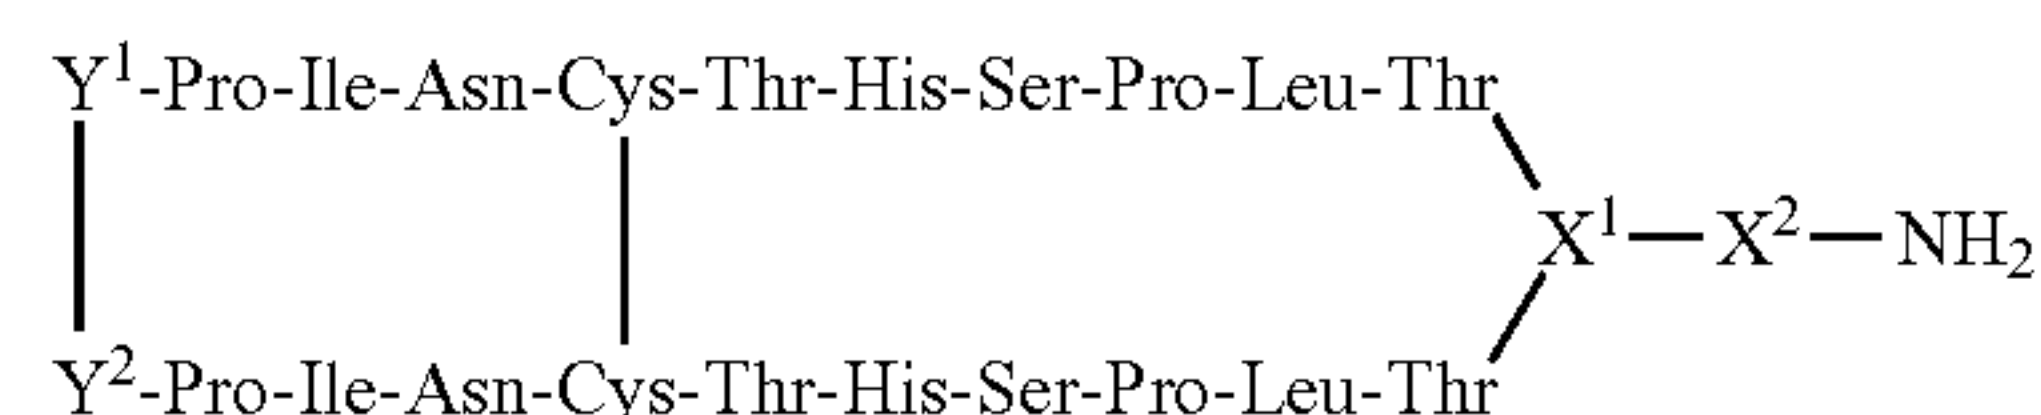 Y¹-Pro-Ile-Asn-Cys-Thr-His-Ser-Pro-Leu-Thr
X¹—X²—NH₂
Y²-Pro-Ile-Asn-Cys-Thr-His-Ser-Pro-Leu-Thr